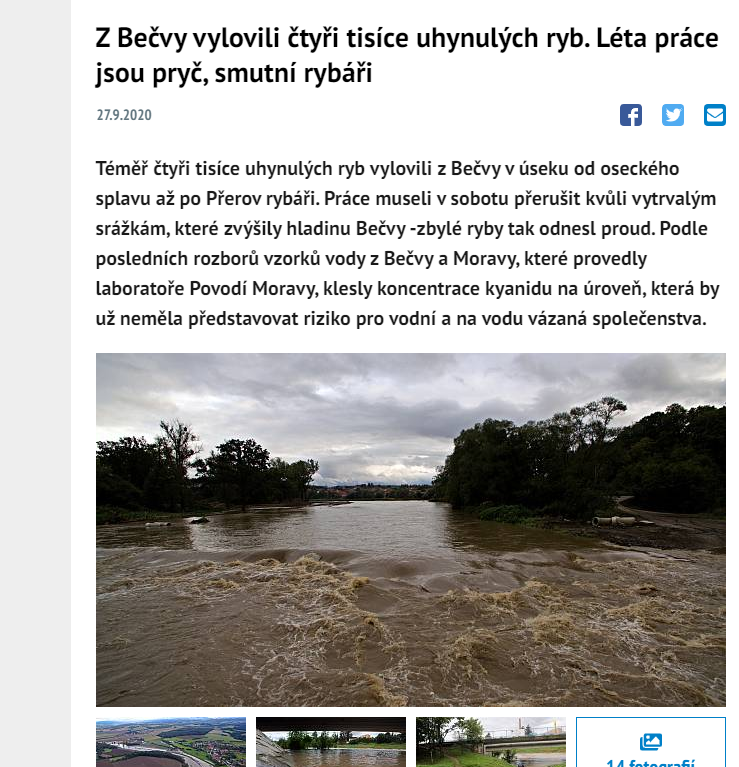 Z Bečvy vylovili čtyři tisíce uhynulých ryb. Léta práce
jsou pryč, smutní rybáři
27.9.2020
Téměř čtyři tisíce uhynulých ryb vylovili z Bečvy v úseku od oseckého
splavu až po Přerov rybáři. Práce museli v sobotu přerušit kvůli vytrvalým
srážkám, které zvýšily hladinu Bečvy -zbylé ryby tak odnesl proud. Podle
posledních rozborů vzorků vody z Bečvy a Moravy, které provedly
laboratoře Povodí Moravy, klesly koncentrace kyanidu na úroveň, která by
už neměla představovat riziko pro vodní a na vodu vázaná společenstva.
14 fotografií